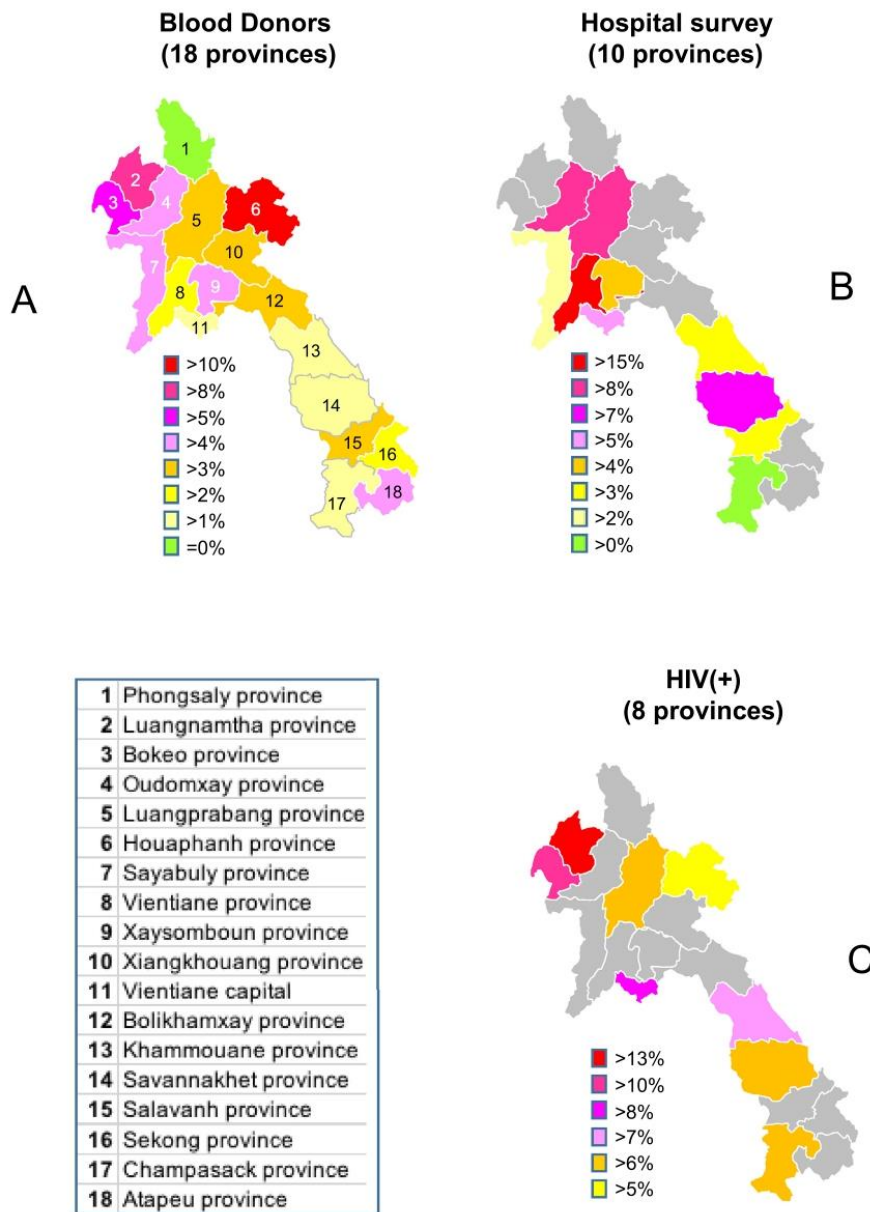 Blood Donors
(18 provinces)
Hospital survey
(10 provinces)
A
1
2
3
4
5
6
7
8
9
10
11
12
13
14
15
16
17
18
>10%
>8%
>5%
>4%
>3%
>2%
>1%
=0%
B
>15%
>8%
>7%
>5%
>4%
>3%
>2%
>0%
1 Phongsaly province
2 Luangnamtha province
3 Bokeo province
4 Oudomxay province
5 Luangprabang province
6 Houaphanh province
7 Sayabuly province
8 Vientiane province
9 Xaysomboun province
10 Xiangkhouang province
11 Vientiane capital
12 Bolikhamxay province
13 Khammouane province
14 Savannakhet province
15 Salavanh province
16 Sekong province
17 Champasack province
18 Atapeu province
HIV(+)
(8 provinces)
C
>13%
>10%
>8%
>7%
>6%
>5%